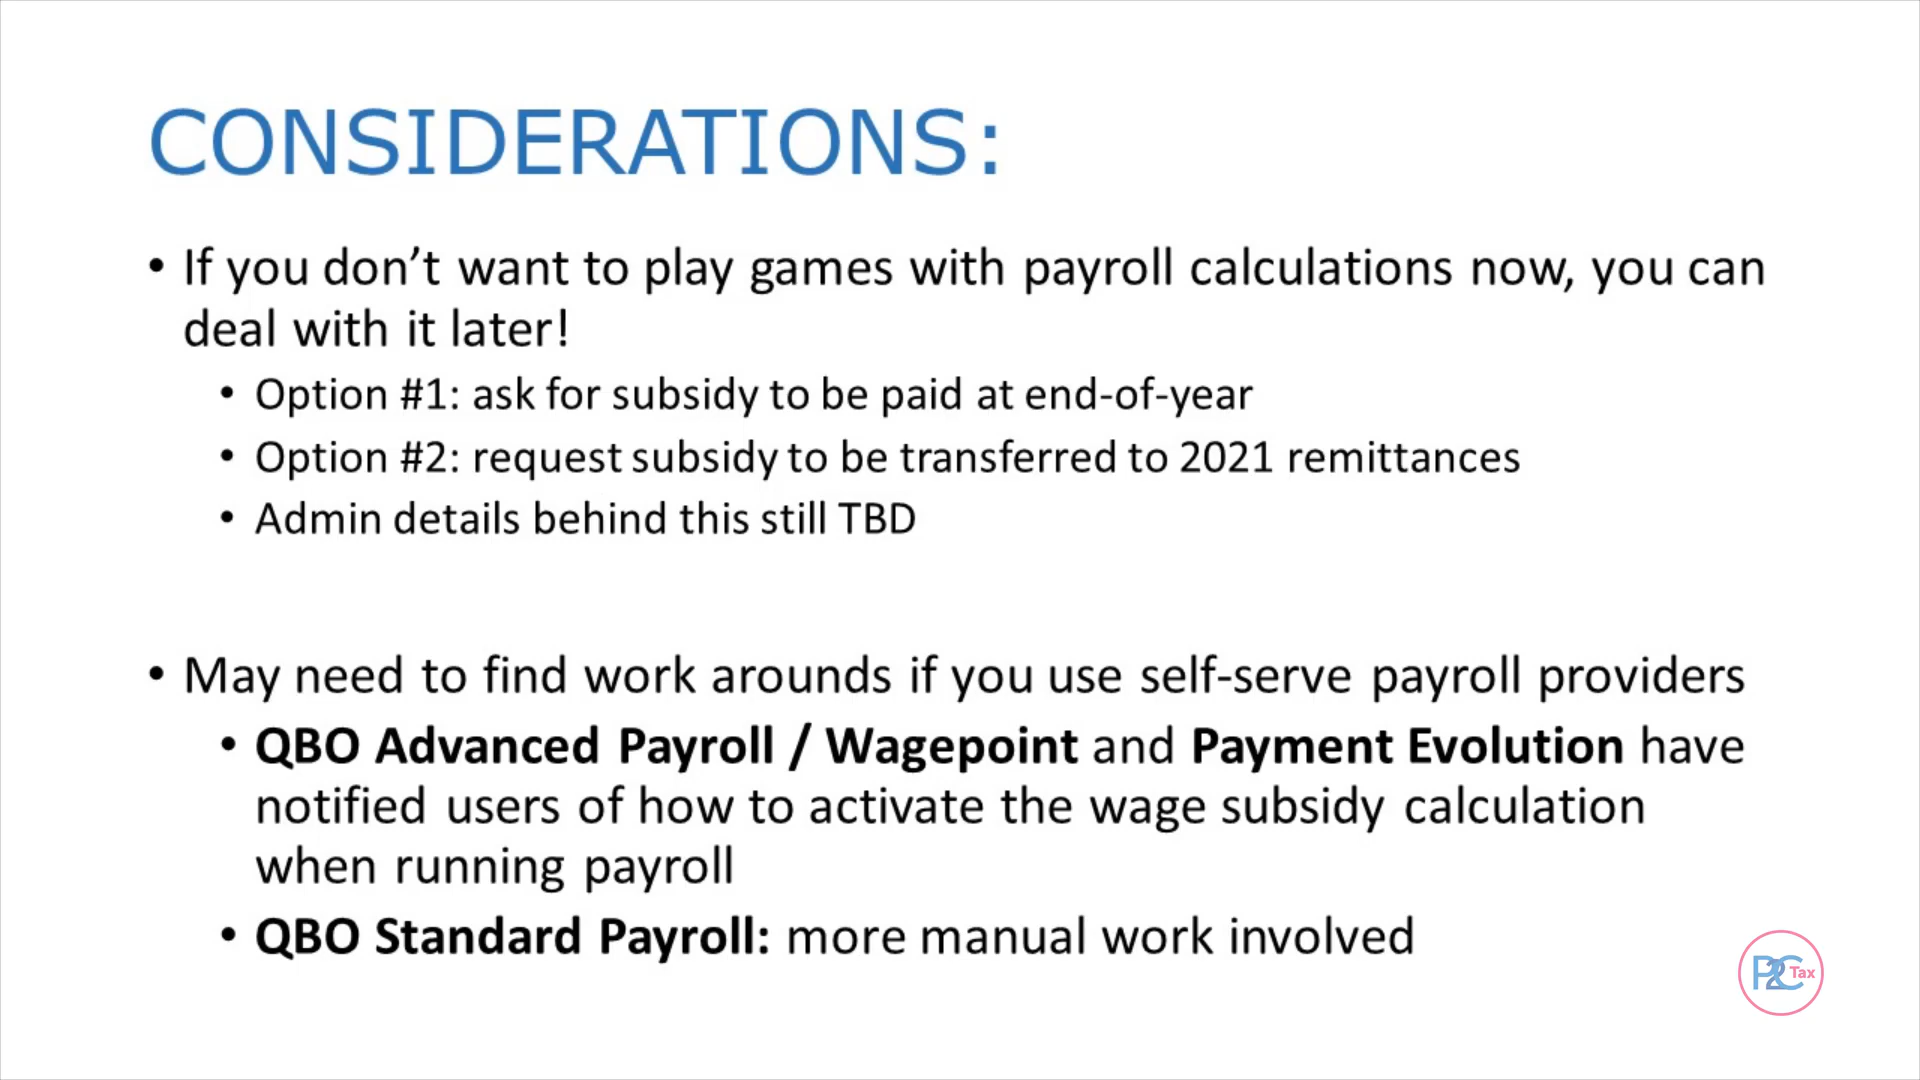 CONSIDERATIONS:
• If you don’t want to play games with payroll calculations now, you can
deal with it later!
• Option #1: ask for subsidy to be paid at end-of-year
• Option #2: request subsidy to be transferred to 2021 remittances
• Admin details behind this still TBD
• May need to find work arounds if you use self-serve payroll providers
• QBO Advanced Payroll / Wagepoint and Payment Evolution have
notified users of how to activate the wage subsidy calculation
when running payroll
• QBO Standard Payroll: more manual work involved
P2C Tax